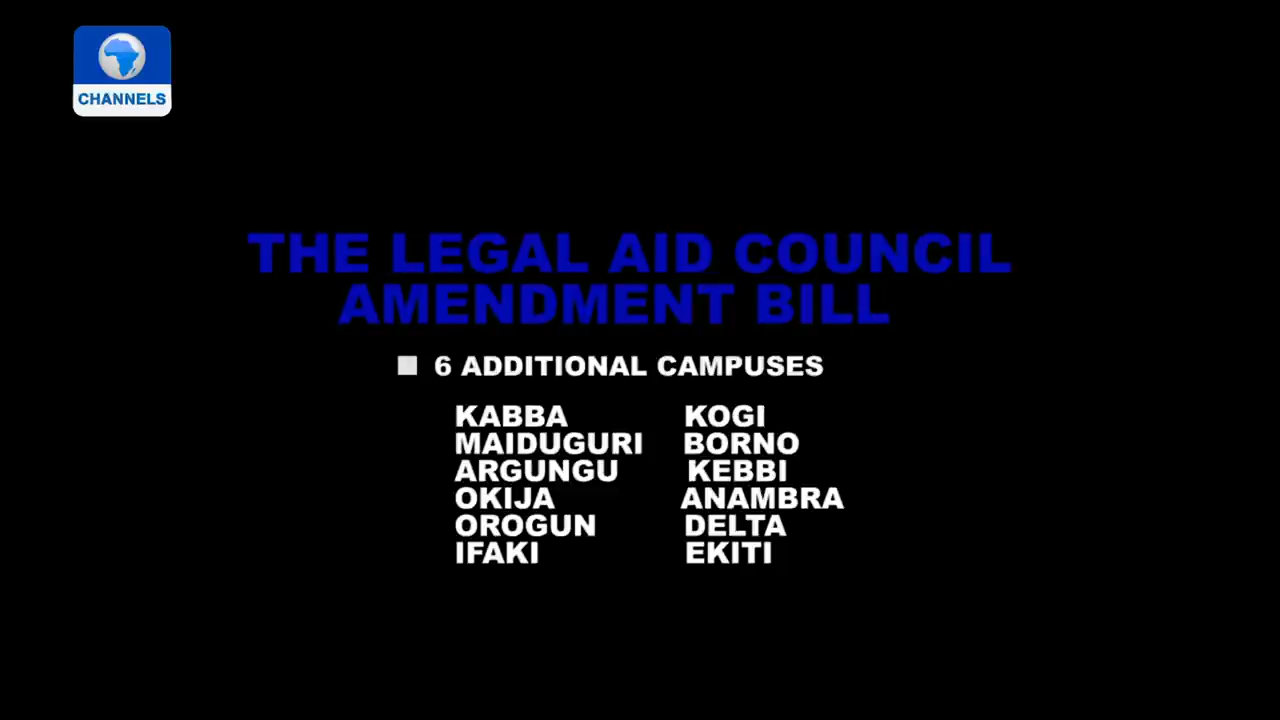 CHANNELS
THE LEGAL AID COUNCIL
AMENDMENT BILL
■ 6 ADDITIONAL CAMPUSES
KABBA KOGI
MAIDUGURI BORNO
ARGUNGU KEBBI
OKIJA ANAMBRA
OROGUN DELTA
IFAKI EKITI